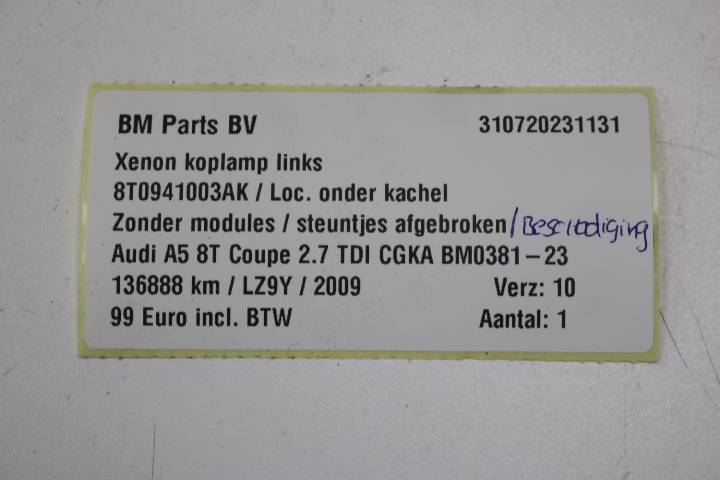 BM Parts BV 310720231131
Xenon koplamp links
8T0941003AK / Loc. onder kachel
Zonder modules / steuntjes afgebroken / Beschadiging
Audi A5 8T Coupe 2.7 TDI CGKA BM0381-23
136888 km / LZ9Y / 2009 Verz: 10
99 Euro incl. BTW Aantal: 1